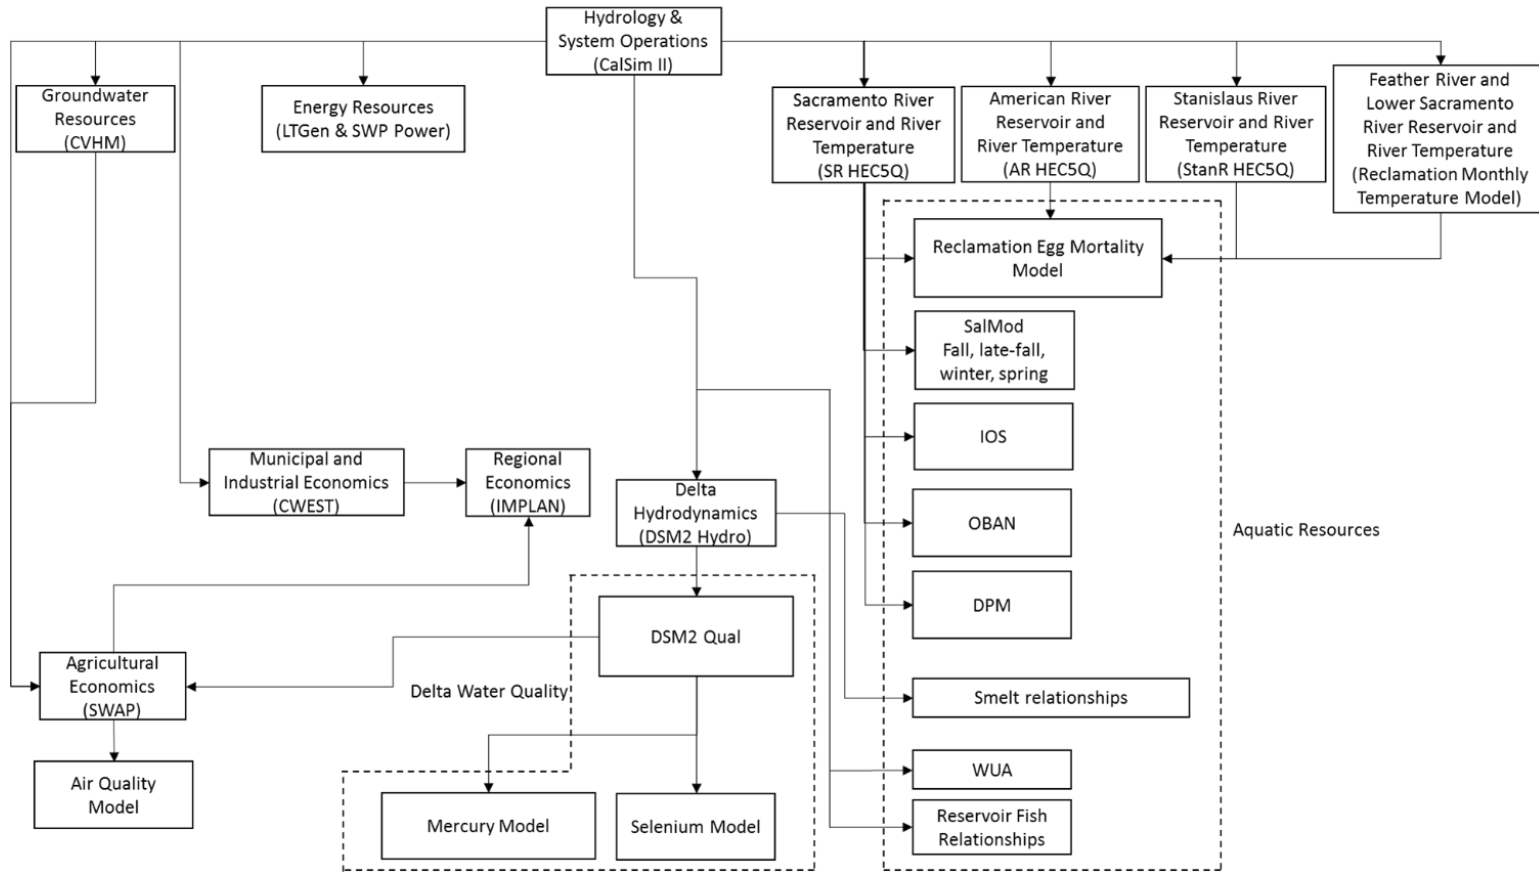 Hydrology &
System Operations
(CalSim II)
Groundwater
Resources
(CVHM)
Energy Resources
(LTGen & SWP Power)
Sacramento River
Reservoir and River
Temperature
(SR HEC5Q)
American River
Reservoir and
River Temperature
(AR HEC5Q)
Stanislaus River
Reservoir and River
Temperature
(StanR HEC5Q)
Feather River and
Lower Sacramento
River Reservoir and
River Temperature
(Reclamation Monthly
Temperature Model)
Reclamation Egg Mortality
Model
SalMod
Fall, late-fall,
winter, spring
IOS
Municipal and
Industrial Economics
(CWEST)
Regional
Economics
(IMPLAN)
Delta
Hydrodynamics
(DSM2 Hydro)
OBAN
Aquatic Resources
DPM
DSM2 Qual
Agricultural
Economics
(SWAP)
Delta Water Quality
Smelt relationships
Air Quality
Model
WUA
Mercury Model
Selenium Model
Reservoir Fish
Relationships